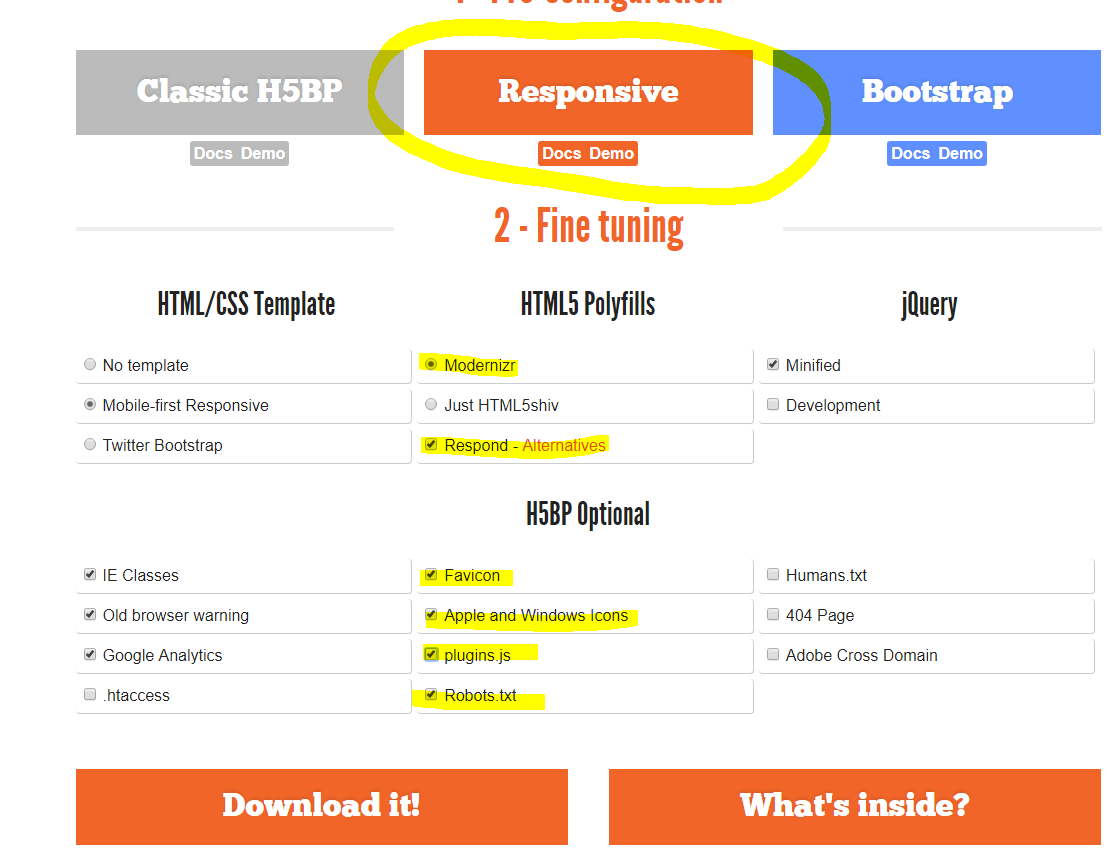 1 - Pre-configuration
Classic H5BP
Responsive
Bootstrap
Docs Demo
Docs Demo
Docs Demo
2 - Fine tuning
HTML/CSS Template
HTML5 Polyfills
jQuery
No template
Modernizr
Minified
Mobile-first Responsive
Just HTML5shiv
Development
Twitter Bootstrap
Respond - Alternatives
H5BP Optional
IE Classes
Favicon
Humans.txt
Old browser warning
Apple and Windows Icons
404 Page
Google Analytics
plugins.js
Adobe Cross Domain
.htaccess
Robots.txt
Download it!
What's inside?